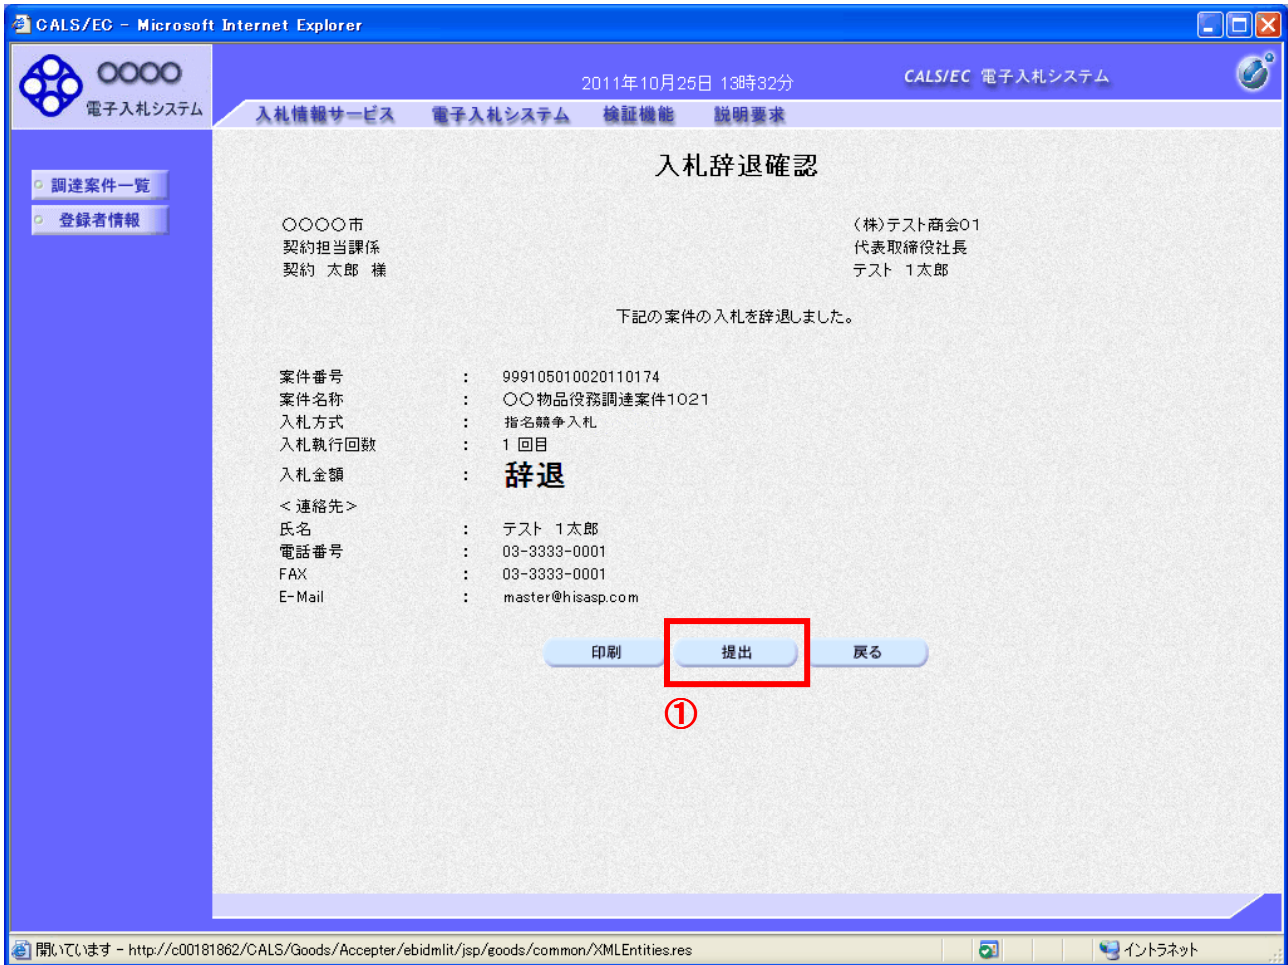 CALS/EC - Microsoft Internet Explorer
〇〇〇〇
電子入札システム
2011年10月25日 13時32分
CALS/EC 電子入札システム
入札情報サービス 電子入札システム 検証機能 説明要求
調達案件一覧
登録者情報
入札辞退確認
〇〇〇〇市
契約担当課係
契約 太郎 様
(株)テスト商会01
代表取締役社長
テスト 1太郎
下記の案件の入札を辞退しました。
案件番号 : 999105010020110174
案件名称 : 〇〇物品役務調達案件1021
入札方式 : 指名競争入札
入札執行回数 : 1 回目
入札金額 : 辞退
<連絡先>
氏名 : テスト 1太郎
電話番号 : 03-3333-0001
FAX : 03-3333-0001
E-Mail : master@hisasp.com
印刷 提出 戻る
①
開いています - http://c00181862/CALS/Goods/Accepter/ebidmlit/jsp/goods/common/XMLEntities.res
イントラネット